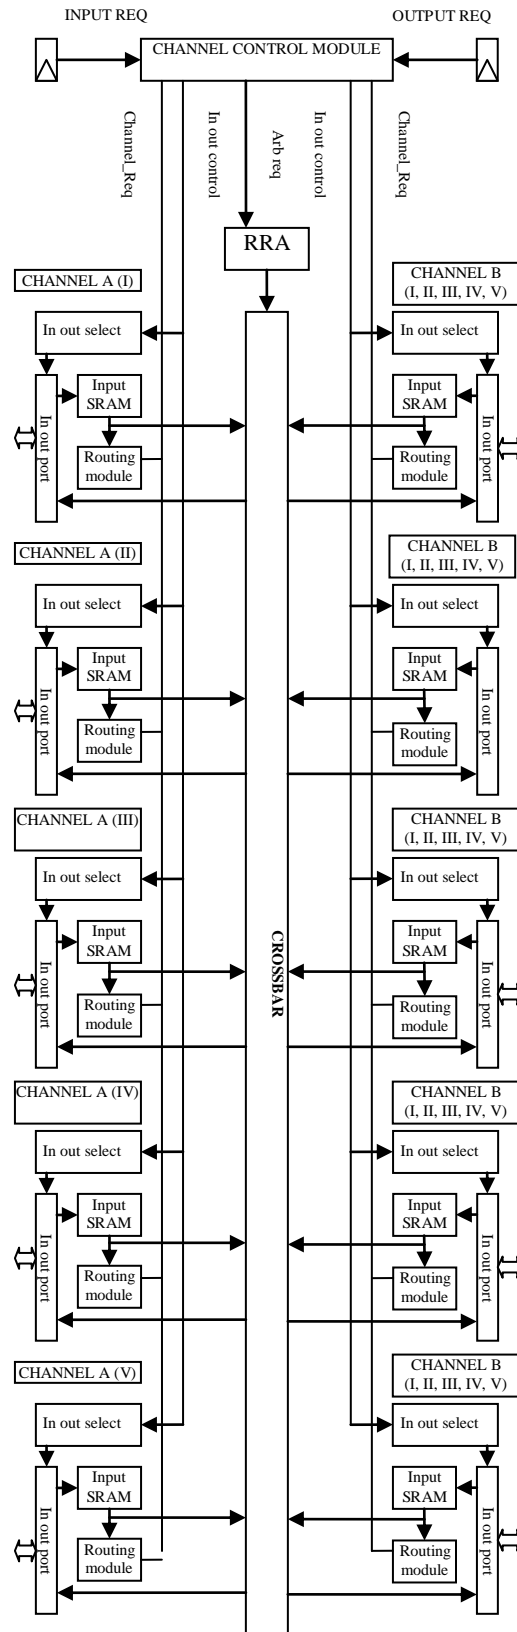 INPUT REQ
OUTPUT REQ
CHANNEL CONTROL MODULE
Channel_Req
In out control
Arb req
In out control
Channel_Req
RRA
CHANNEL A (I)
CHANNEL B
(I, II, III, IV, V)
In out select
In out select
In out port
Input
SRAM
Routing
module
Input
SRAM
Routing
module
In out port
CHANNEL A (II)
CHANNEL B
(I, II, III, IV, V)
In out select
In out select
In out port
Input
SRAM
Routing
module
Input
SRAM
Routing
module
In out port
CHANNEL A (III)
CHANNEL B
(I, II, III, IV, V)
In out select
In out select
In out port
Input
SRAM
Routing
module
CROSSBAR
Input
SRAM
Routing
module
In out port
CHANNEL A (IV)
CHANNEL B
(I, II, III, IV, V)
In out select
In out select
In out port
Input
SRAM
Routing
module
Input
SRAM
Routing
module
In out port
CHANNEL A (V)
CHANNEL B
(I, II, III, IV, V)
In out select
In out select
In out port
Input
SRAM
Routing
module
Input
SRAM
Routing
module
In out port